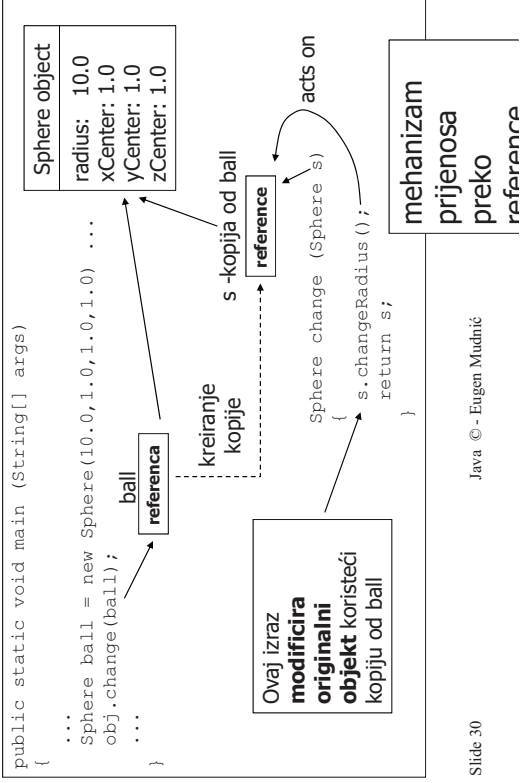 public static void main (String[] args)
{
...
Sphere ball = new Sphere(10.0,1.0,1.0,1.0) ...
obj.change(ball);
...
}
ball
referenca
kreiranje
kopije
Sphere object
radius: 10.0
xCenter: 1.0
yCenter: 1.0
zCenter: 1.0
s -kopija od ball
reference
acts on
Sphere change (Sphere s)
{
s.changeRadius();
return s;
}
Ovaj izraz
modificira
originalni
objekt koristeći
kopiju od ball
mehanizam
prijenosa
preko
reference
Slide 30
Java © - Eugen Mudnić